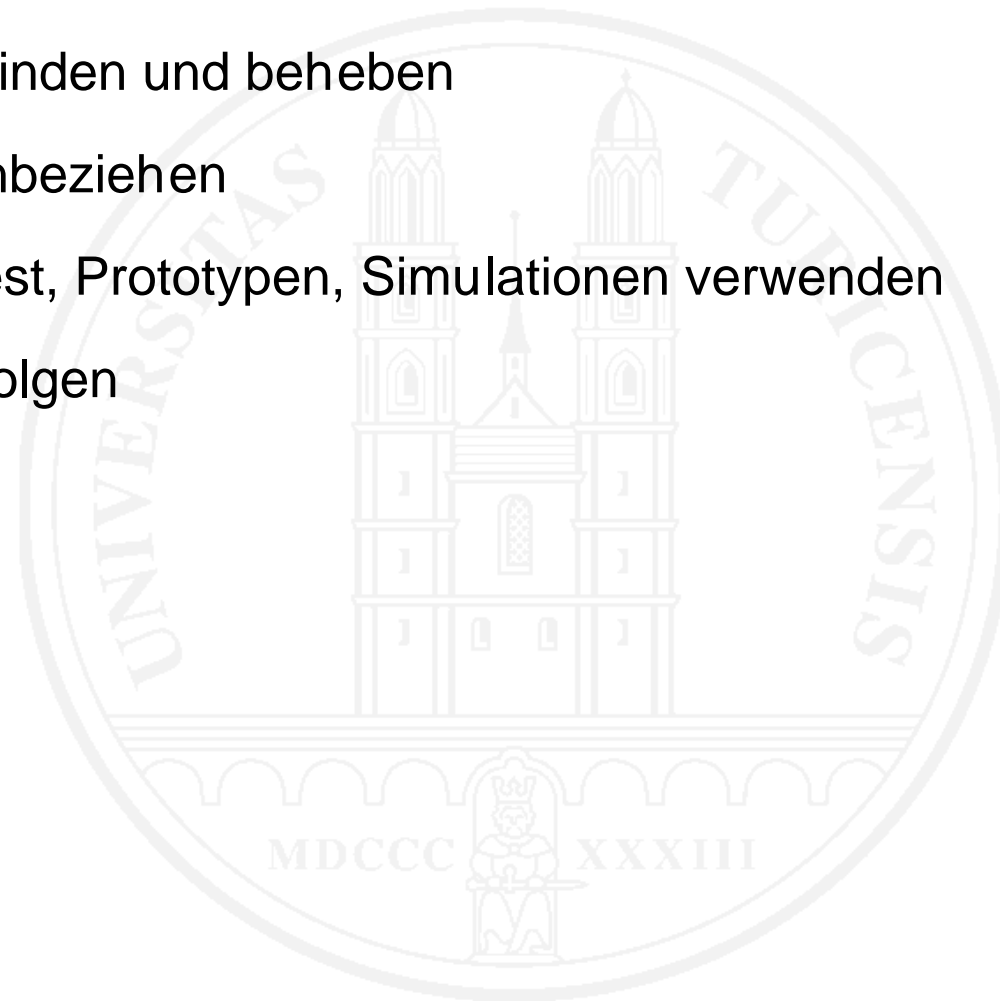 inden und beheben
nbeziehen
est, Prototypen, Simulationen verwenden
olgen
UNIVERSITAS TURICENSIS
MDCCC XXXIII